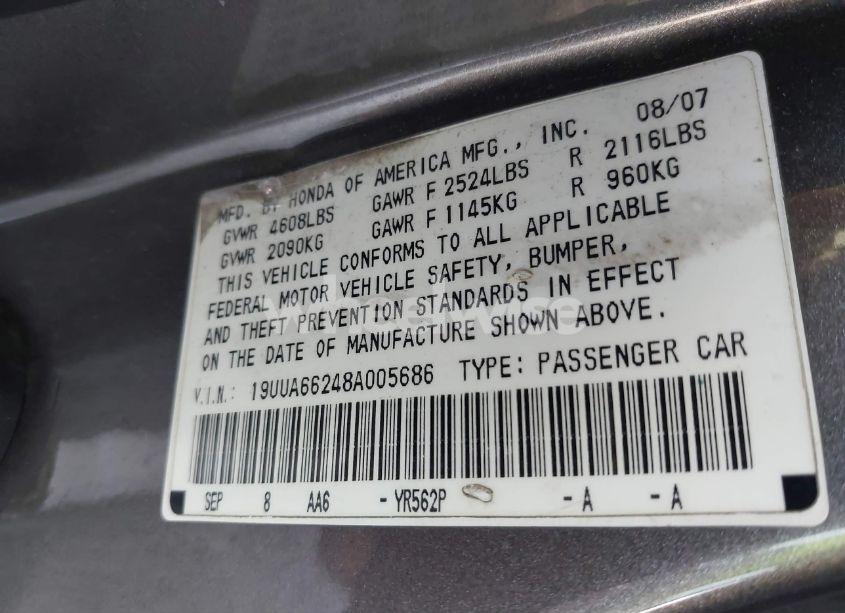 08/07
MFD. BY HONDA OF AMERICA MFG., INC.
GVWR 4608LBS GAWR F 2524LBS R 2116LBS
GVWR 2090KG GAWR F 1145KG R 960KG
THIS VEHICLE CONFORMS TO ALL APPLICABLE
FEDERAL MOTOR VEHICLE SAFETY, BUMPER,
AND THEFT PREVENTION STANDARDS IN EFFECT
ON THE DATE OF MANUFACTURE SHOWN ABOVE.
V.I.N.: 19UUA66248A005686 TYPE: PASSENGER CAR
SEP 8 AA6 -YR562P -A -A